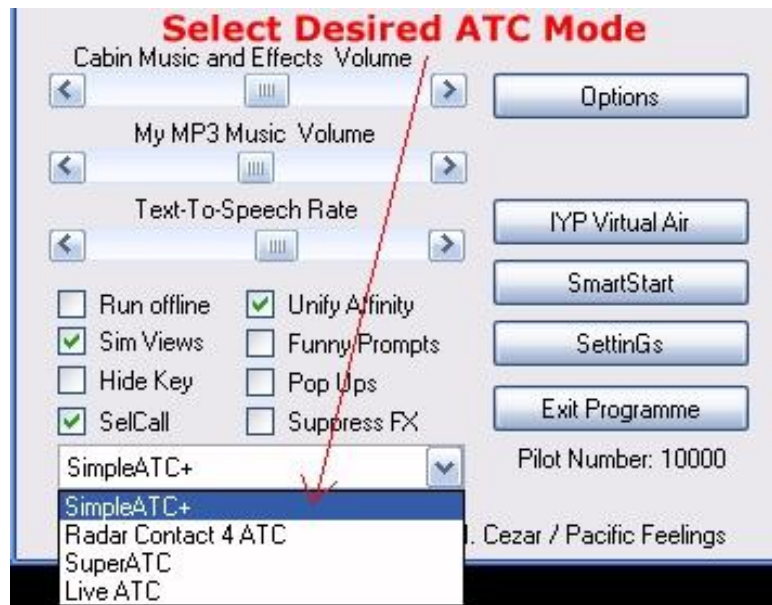 Select Desired ATC Mode
Cabin Music and Effects Volume
Options
My MP3 Music Volume
Text-To-Speech Rate
IYP Virtual Air
SmartStart
Run offline
Unify Affinity
Sim Views
Funny Prompts
SettinGs
Hide Key
Pop Ups
SelCall
Suppress FX
Exit Programme
SimpleATC+
Pilot Number: 10000
SimpleATC+
Radar Contact 4 ATC
. Cezar / Pacific Feelings
SuperATC
Live ATC